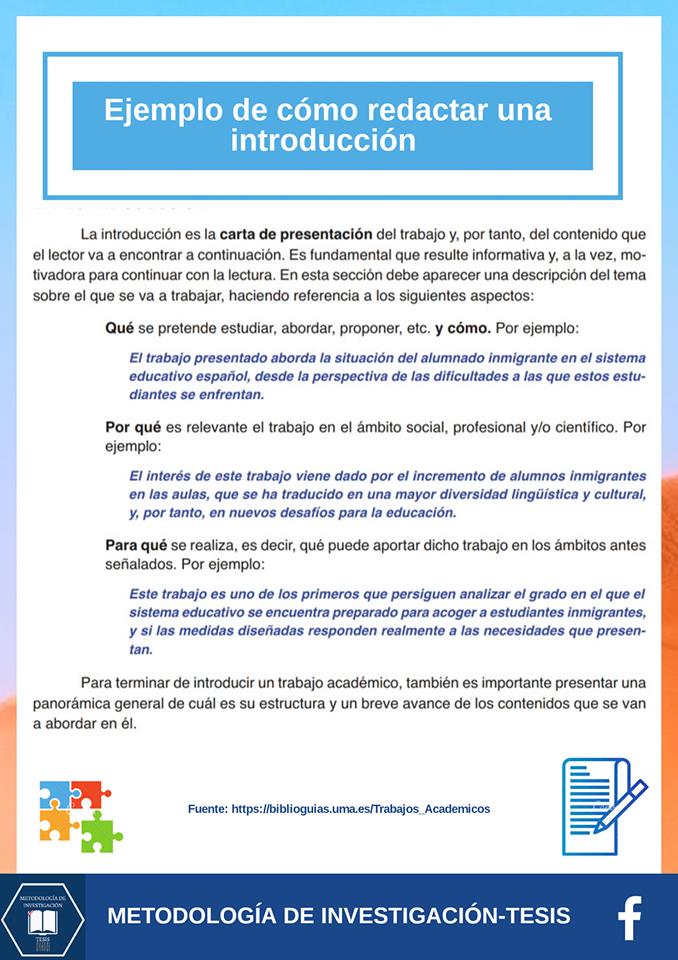 Ejemplo de cómo redactar una
introducción
La introducción es la carta de presentación del trabajo y, por tanto, del contenido que
el lector va a encontrar a continuación. Es fundamental que resulte informativa y, a la vez, mo-
tivadora para continuar con la lectura. En esta sección debe aparecer una descripción del tema
sobre el que se va a trabajar, haciendo referencia a los siguientes aspectos:
Qué se pretende estudiar, abordar, proponer, etc. y cómo. Por ejemplo:
El trabajo presentado aborda la situación del alumnado inmigrante en el sistema
educativo español, desde la perspectiva de las dificultades a las que estos estu-
diantes se enfrentan.
Por qué es relevante el trabajo en el ámbito social, profesional y/o científico. Por
ejemplo:
El interés de este trabajo viene dado por el incremento de alumnos inmigrantes
en las aulas, que se ha traducido en una mayor diversidad lingüística y cultural,
y, por tanto, en nuevos desafíos para la educación.
Para qué se realiza, es decir, qué puede aportar dicho trabajo en los ámbitos antes
señalados. Por ejemplo:
Este trabajo es uno de los primeros que persiguen analizar el grado en el que el
sistema educativo se encuentra preparado para acoger a estudiantes inmigrantes,
y si las medidas diseñadas responden realmente a las necesidades que presen-
tan.
Para terminar de introducir un trabajo académico, también es importante presentar una
panorámica general de cuál es su estructura y un breve avance de los contenidos que se van
a abordar en él.
Fuente: https://biblioguias.uma.es/Trabajos_Academicos
METODOLOGÍA DE
INVESTIGACIÓN
TESIS
METODOLOGÍA DE INVESTIGACIÓN-TESIS